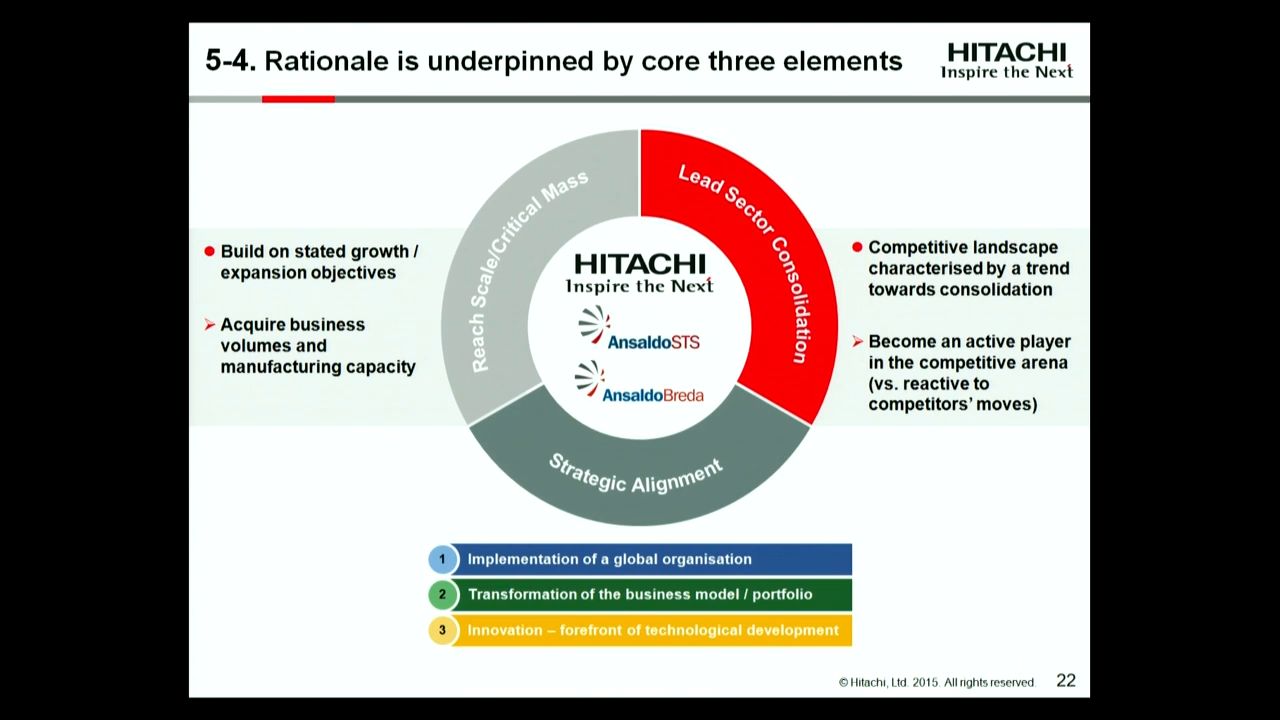 5-4. Rationale is underpinned by core three elements
HITACHI
Inspire the Next
Reach Scale/Critical Mass
Lead Sector Consolidation
Strategic Alignment
HITACHI
Inspire the Next
AnsaldoSTS
AnsaldoBreda
Build on stated growth /
expansion objectives
Acquire business
volumes and
manufacturing capacity
Competitive landscape
characterised by a trend
towards consolidation
Become an active player
in the competitive arena
(vs. reactive to
competitors' moves)
1 Implementation of a global organisation
2 Transformation of the business model / portfolio
3 Innovation – forefront of technological development
© Hitachi, Ltd. 2015. All rights reserved. 22